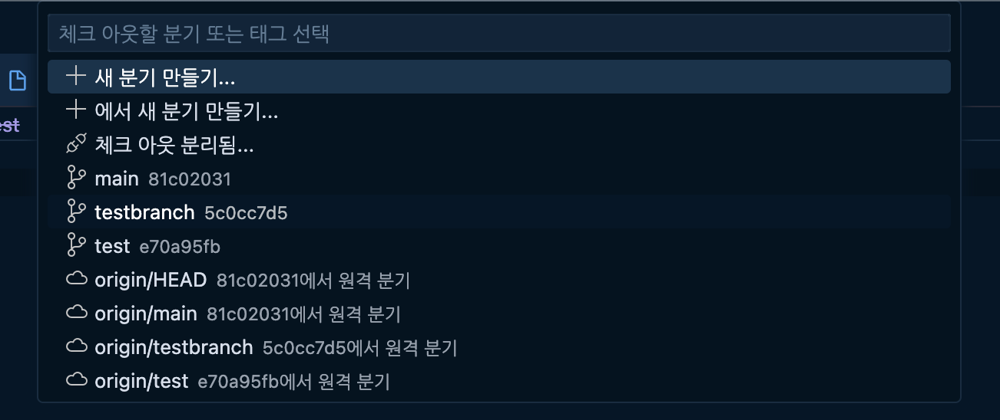 체크 아웃할 분기 또는 태그 선택
새 분기 만들기...
에서 새 분기 만들기...
est
체크 아웃 분리됨...
main 81c02031
testbranch 5c0cc7d5
test e70a95fb
origin/HEAD 81c02031에서 원격 분기
origin/main 81c02031에서 원격 분기
origin/testbranch 5c0cc7d5에서 원격 분기
origin/test e70a95fb에서 원격 분기